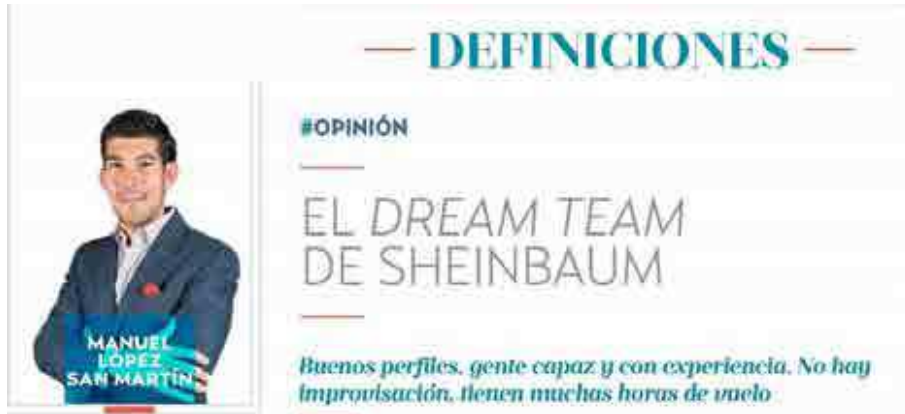 DEFINICIONES
#OPINIÓN
EL DREAM TEAM
DE SHEINBAUM
Buenos perfiles, gente capaz y con experiencia. No hay
improvisación, tienen muchas horas de vuelo
MANUEL
LÓPEZ
SAN MARTÍN